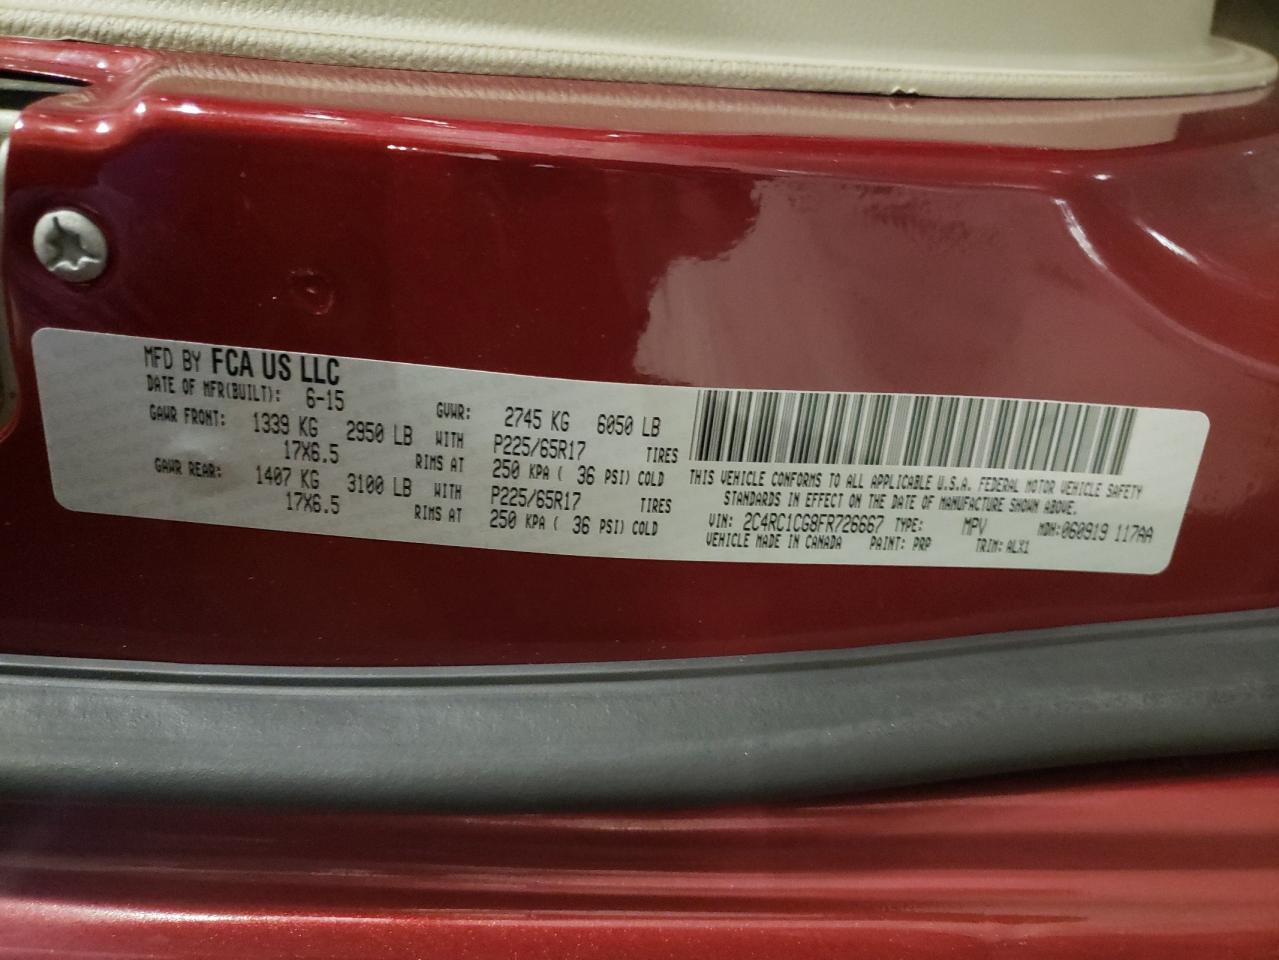 MFD BY FCA US LLC
DATE OF MFR(BUILT): 6-15
GVWR: 2745 KG 6050 LB
GAWR FRONT: 1339 KG 2950 LB WITH P225/65R17 TIRES
17X6.5 RIMS AT 250 KPA ( 36 PSI) COLD
GAWR REAR: 1407 KG 3100 LB WITH P225/65R17 TIRES
17X6.5 RIMS AT 250 KPA ( 36 PSI) COLD
THIS VEHICLE CONFORMS TO ALL APPLICABLE U.S.A. FEDERAL MOTOR VEHICLE SAFETY
STANDARDS IN EFFECT ON THE DATE OF MANUFACTURE SHOWN ABOVE.
VIN: 2C4RC1CG8FR726667 TYPE: MPV MDH:060919 117AA
VEHICLE MADE IN CANADA PAINT: PRP TRIM: ALX1